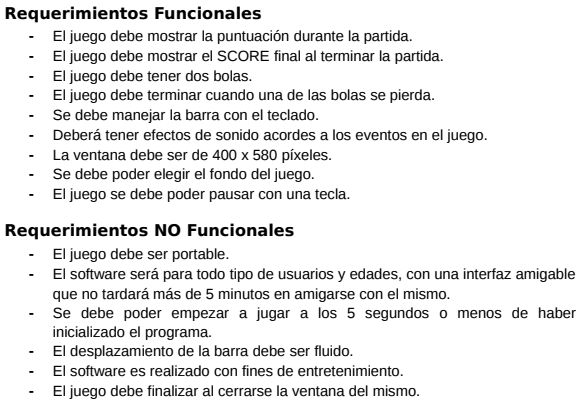 Requerimientos Funcionales
- El juego debe mostrar la puntuación durante la partida.
- El juego debe mostrar el SCORE final al terminar la partida.
- El juego debe tener dos bolas.
- El juego debe terminar cuando una de las bolas se pierda.
- Se debe manejar la barra con el teclado.
- Deberá tener efectos de sonido acordes a los eventos en el juego.
- La ventana debe ser de 400 x 580 píxeles.
- Se debe poder elegir el fondo del juego.
- El juego se debe poder pausar con una tecla.
Requerimientos NO Funcionales
- El juego debe ser portable.
- El software será para todo tipo de usuarios y edades, con una interfaz amigable
que no tardará más de 5 minutos en amigarse con el mismo.
- Se debe poder empezar a jugar a los 5 segundos o menos de haber
inicializado el programa.
- El desplazamiento de la barra debe ser fluido.
- El software es realizado con fines de entretenimiento.
- El juego debe finalizar al cerrarse la ventana del mismo.